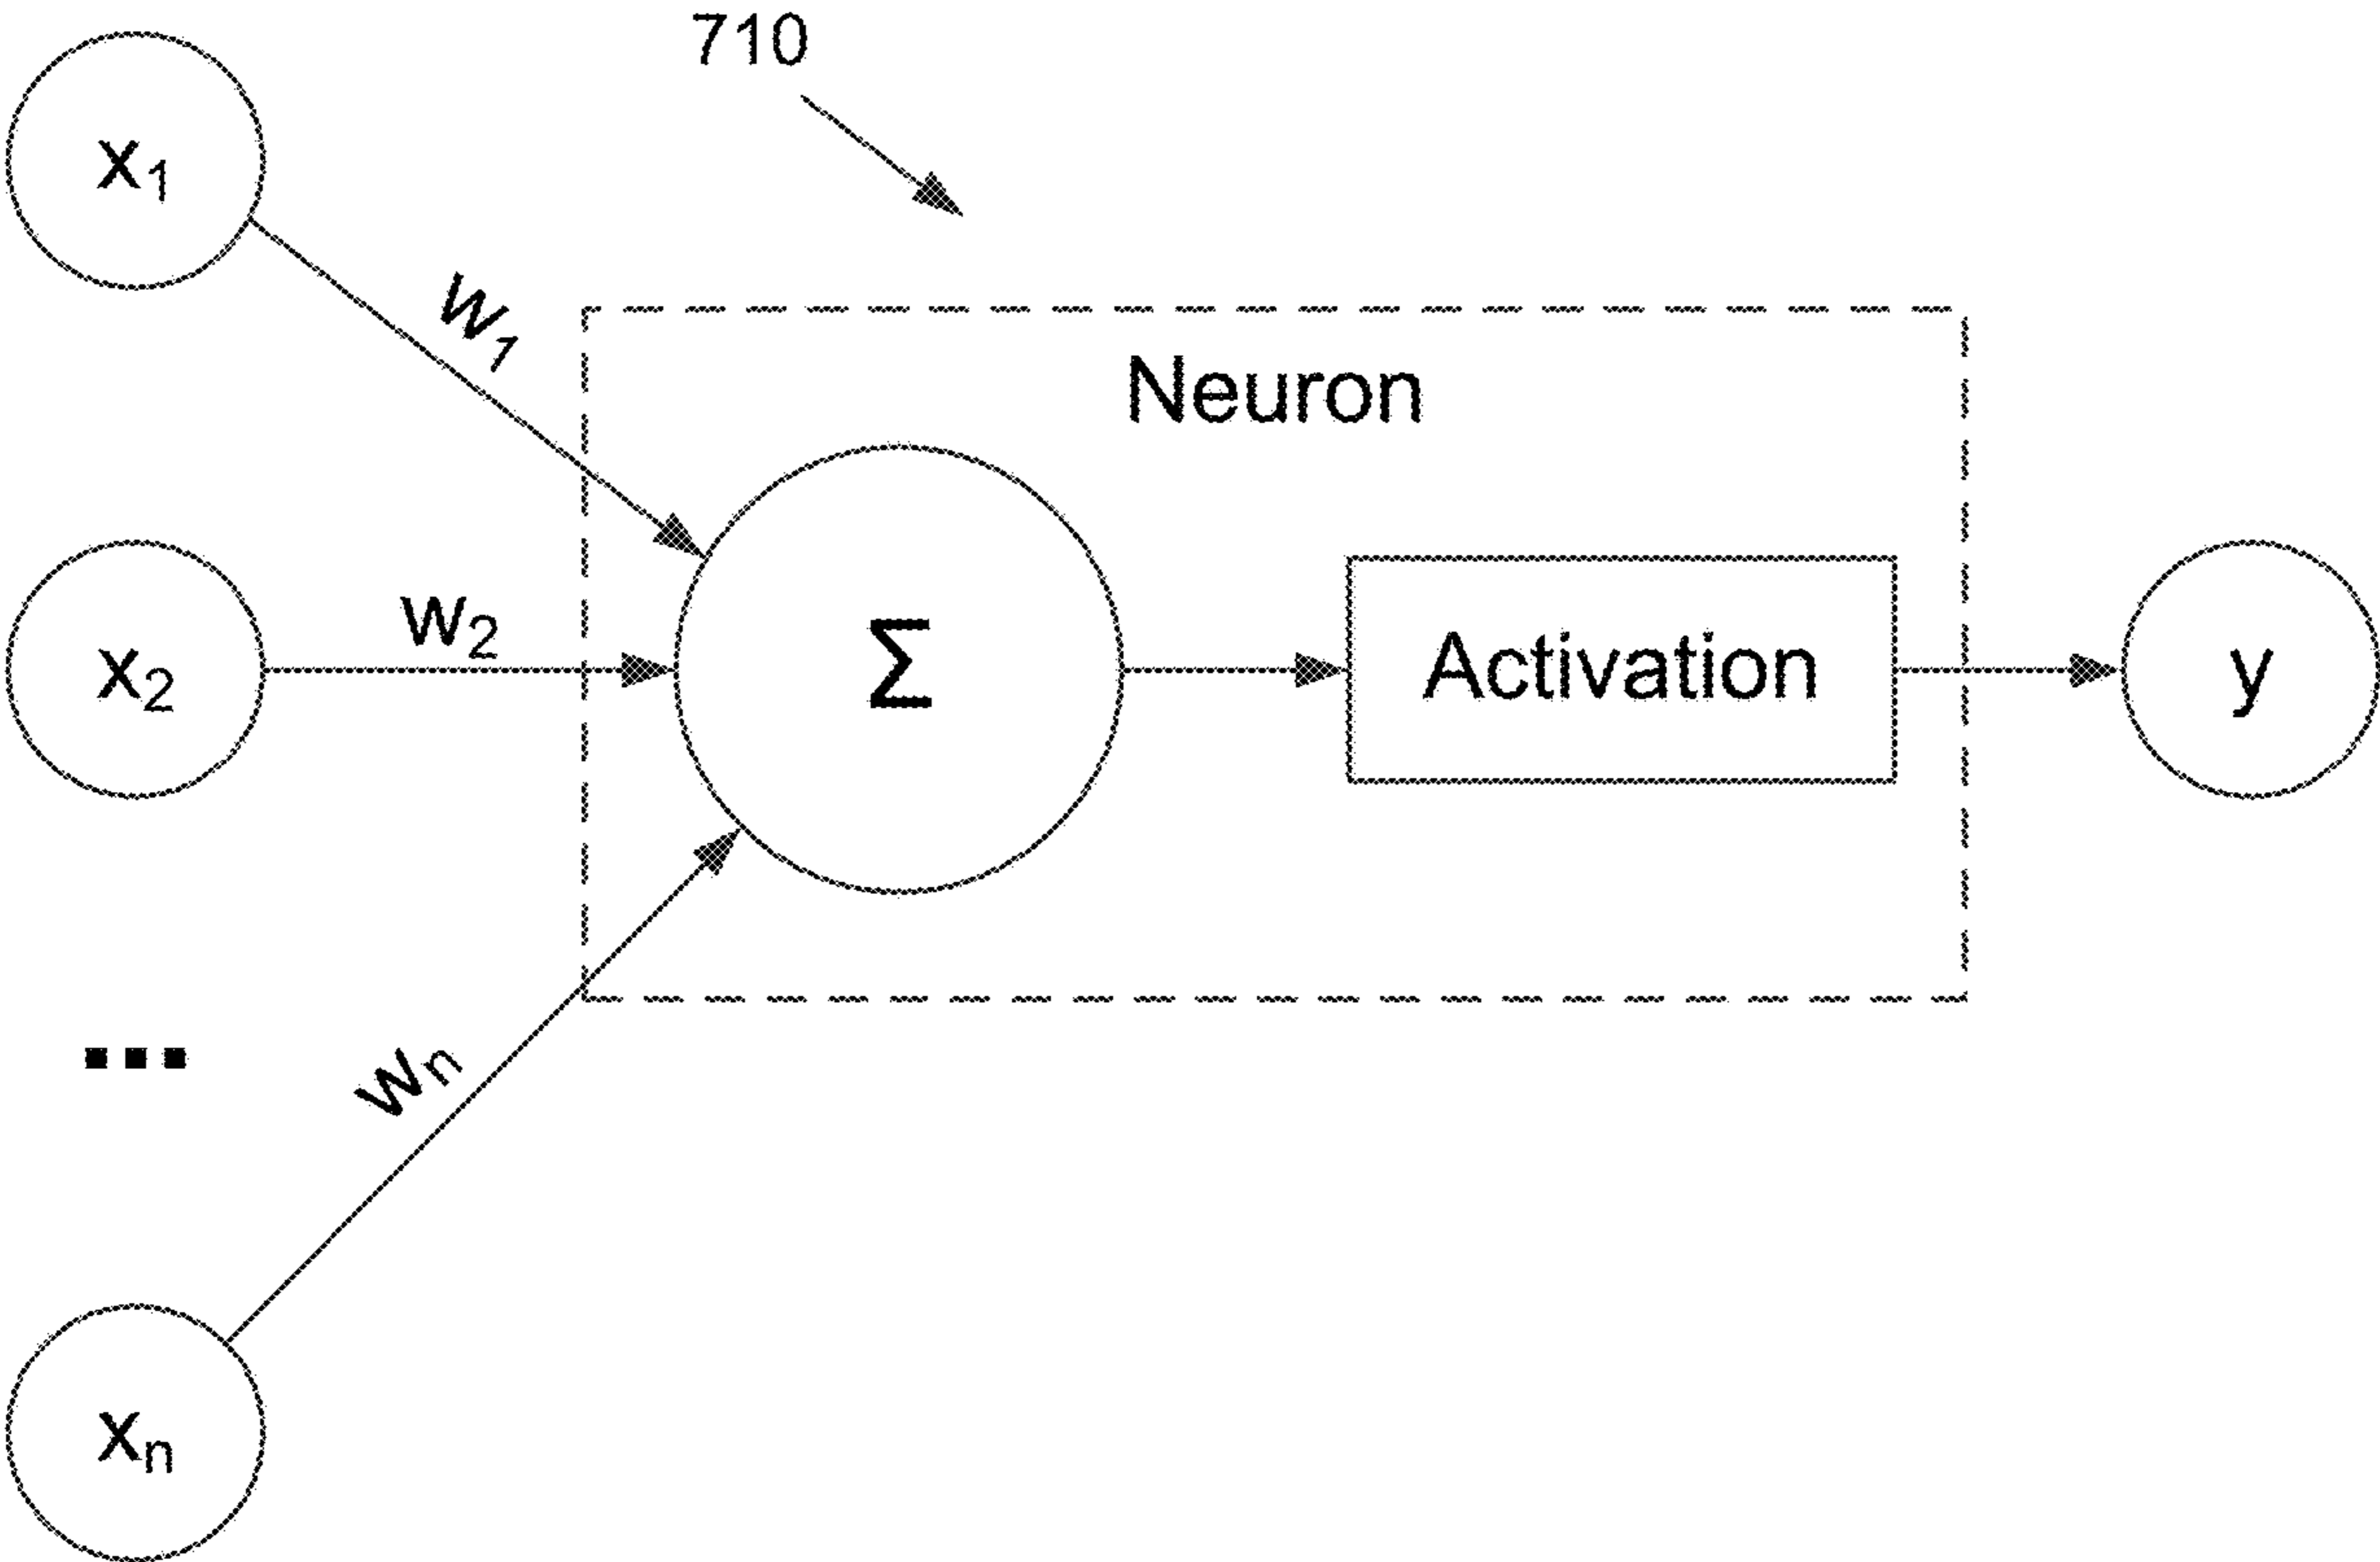 710
x₁
W₁
Neuron
x₂
W₂
Σ
Activation
y
...
Wₙ
xₙ